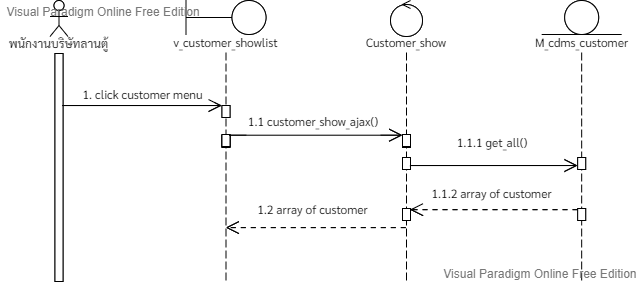 Visual Paradigm Online Free Edition
พนักงานบริษัทลานตู้ v_customer_showlist Customer_show M_cdms_customer
1. click customer menu
1.1 customer_show_ajax()
1.1.1 get_all()
1.1.2 array of customer
1.2 array of customer
Visual Paradigm Online Free Edition